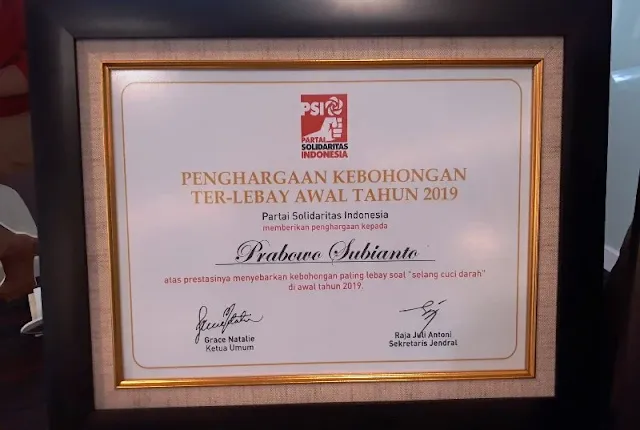 PSI
PARTAI
SOLIDARITAS
INDONESIA
PENGHARGAAN KEBOHONGAN
TER-LEBAY AWAL TAHUN 2019
Partai Solidaritas Indonesia
memberikan penghargaan kepada
Prabowo Subianto
atas prestasinya menyebarkan kebohongan paling lebay soal "selang cuci darah"
di awal tahun 2019.
Grace Natalie
Ketua Umum
Raja Juli Antoni
Sekretaris Jendral